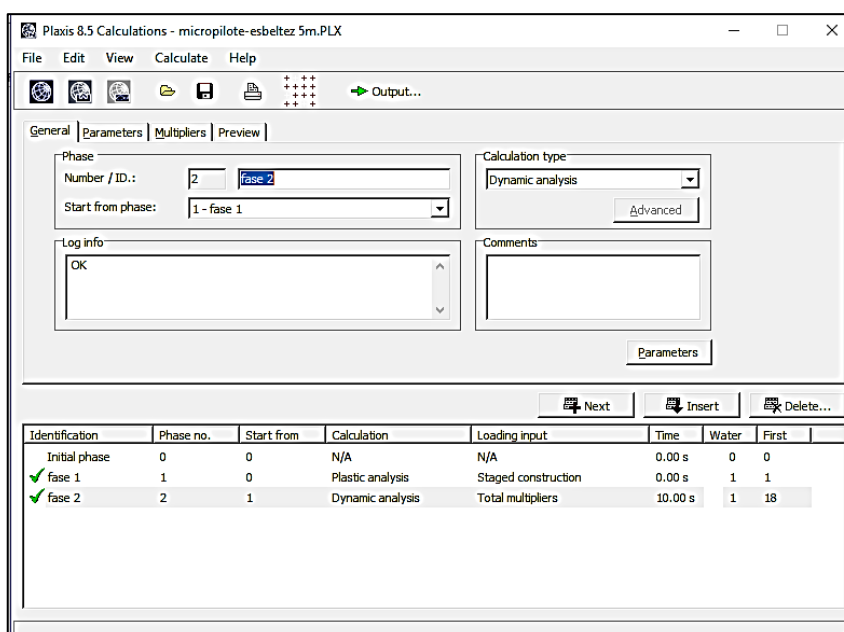 Plaxis 8.5 Calculations - micropilote-esbeltez 5m.PLX
File Edit View Calculate Help
Output...
General Parameters Multipliers Preview
Phase
Number / ID.: 2 fase 2
Start from phase: 1 - fase 1
Calculation type
Dynamic analysis
Advanced
Log info
OK
Comments
Parameters
Next Insert Delete...
Identification Phase no. Start from Calculation Loading input Time Water First
Initial phase 0 0 N/A N/A 0.00 s 0 0
fase 1 1 0 Plastic analysis Staged construction 0.00 s 1 1
fase 2 2 1 Dynamic analysis Total multipliers 10.00 s 1 18